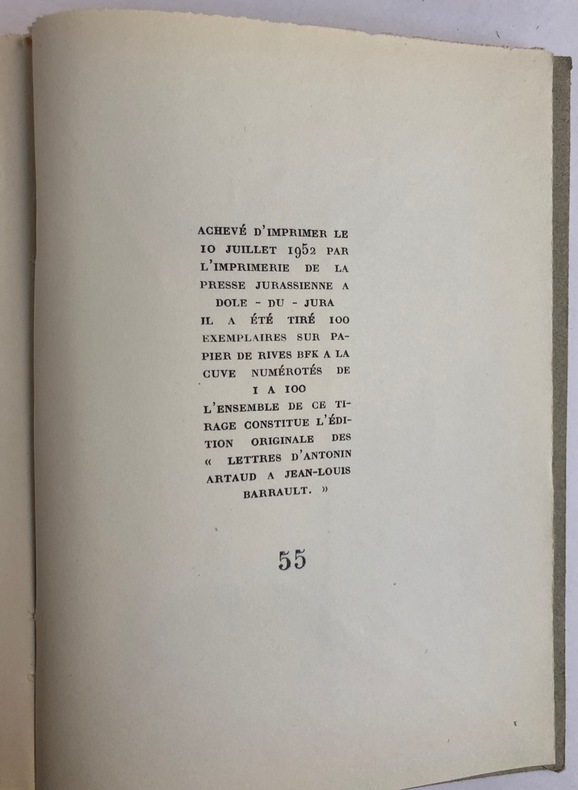 ACHEVÉ D'IMPRIMER LE
10 JUILLET 1952 PAR
L'IMPRIMERIE DE LA
PRESSE JURASSIENNE A
DOLE - DU - JURA
IL A ÉTÉ TIRÉ 100
EXEMPLAIRES SUR PA-
PIER DE RIVES BFK A LA
CUVE NUMÉROTÉS DE
1 A 100
L'ENSEMBLE DE CE TI-
RAGE CONSTITUE L'ÉDI-
TION ORIGINALE DES
« LETTRES D'ANTONIN
ARTAUD A JEAN-LOUIS
BARRAULT. »
55